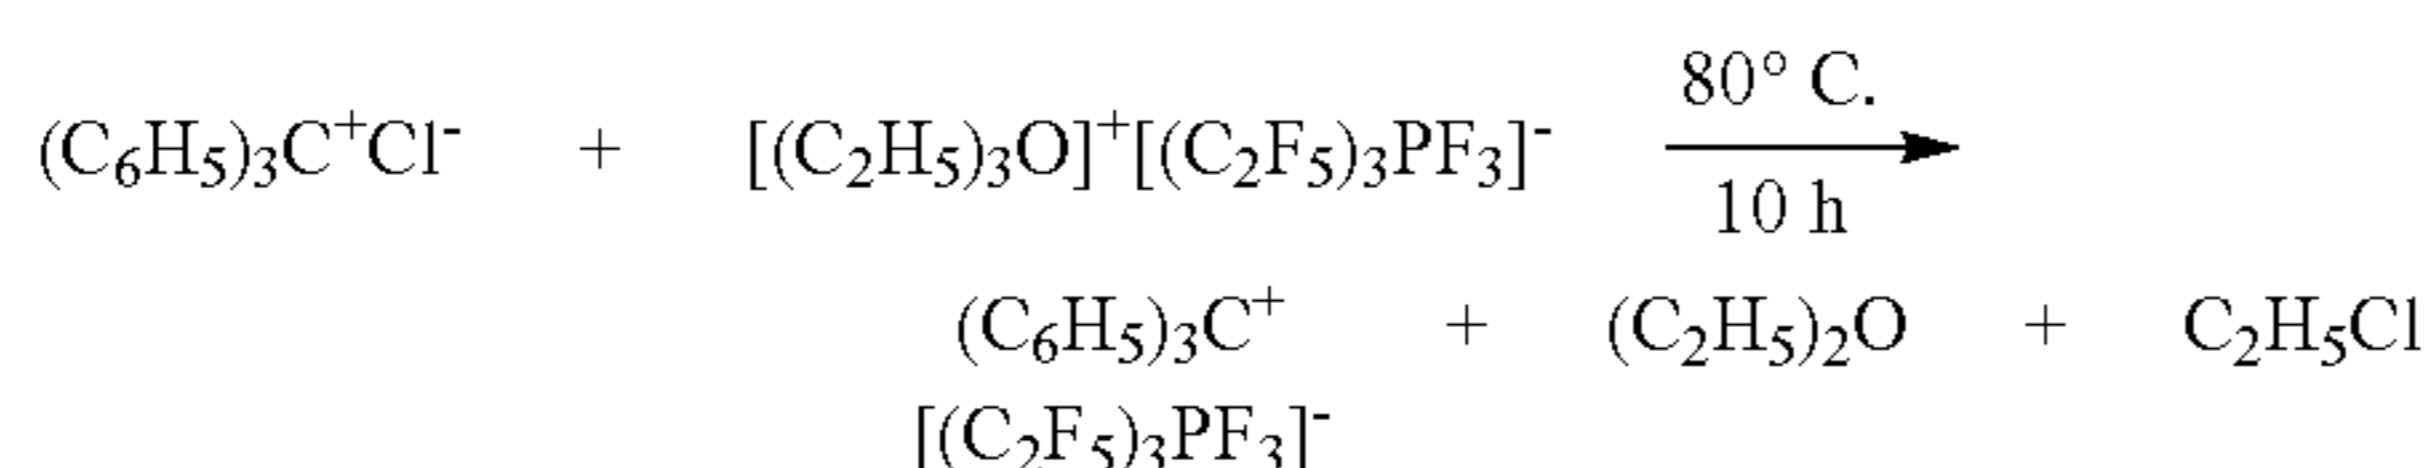 80° C.
(C₆H₅)₃C⁺Cl⁻ + [(C₂H₅)₃O]⁺[(C₂F₅)₃PF₃]⁻
10 h
(C₆H₅)₃C⁺ + (C₂H₅)₂O + C₂H₅Cl
[(C₂F₅)₃PF₃]⁻